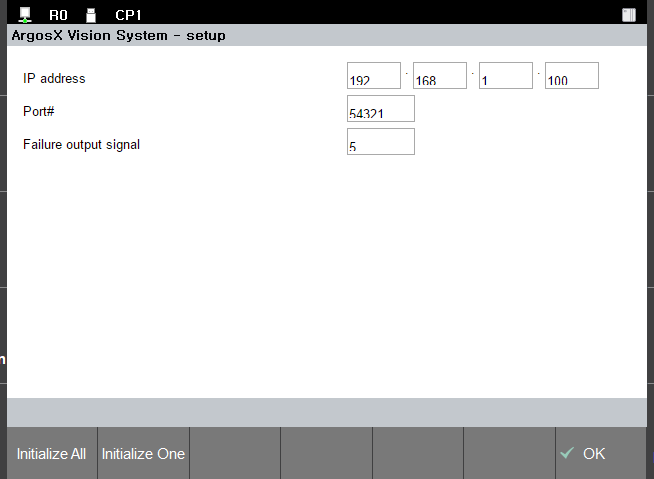 R0 CP1
ArgosX Vision System - setup
IP address 192 . 168 . 1 . 100
Port# 54321
Failure output signal 5
Initialize All Initialize One OK